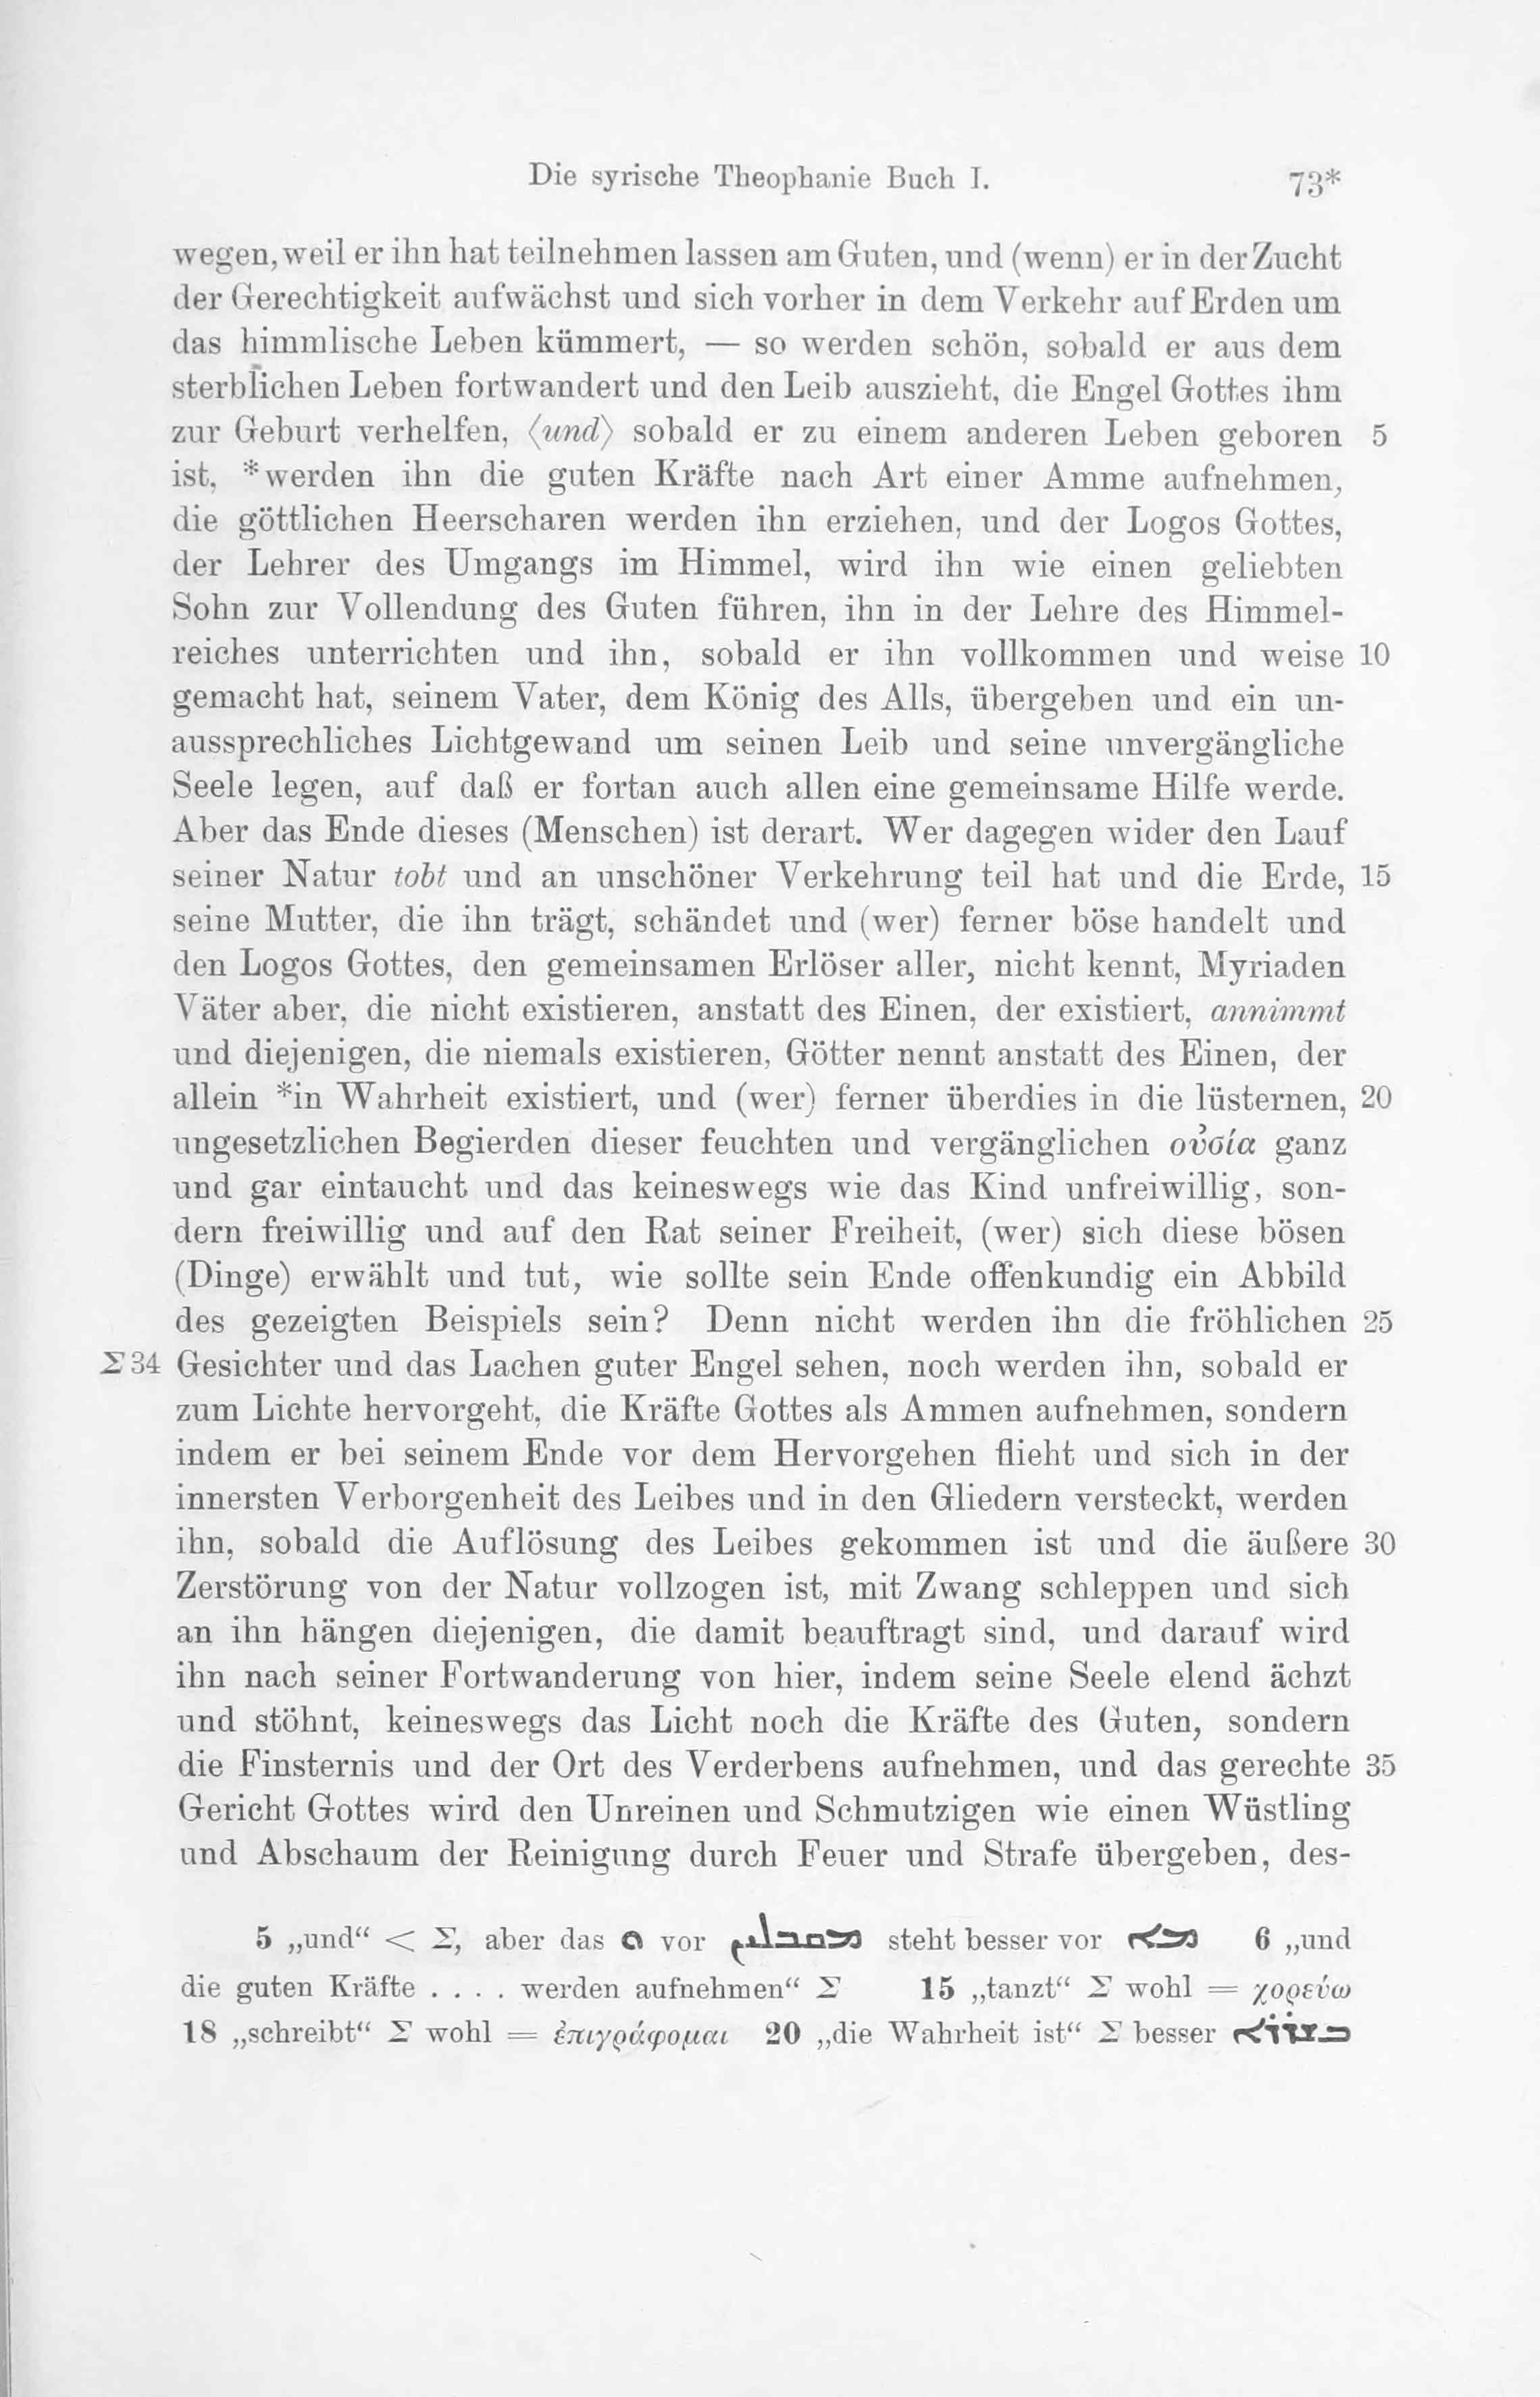 Die syrische Theophanie Buch I. 73*
wegen, weil er ihn hat teilnehmen lassen am Guten, und (wenn) er in der Zucht
der Gerechtigkeit aufwächst und sich vorher in dem Verkehr auf Erden um
das himmlische Leben kümmert, — so werden schön, sobald er aus dem
sterblichen Leben fortwandert und den Leib auszieht, die Engel Gottes ihm
zur Geburt verhelfen, ⟨und⟩ sobald er zu einem anderen Leben geboren 5
ist, *werden ihn die guten Kräfte nach Art einer Amme aufnehmen,
die göttlichen Heerscharen werden ihn erziehen, und der Logos Gottes,
der Lehrer des Umgangs im Himmel, wird ihn wie einen geliebten
Sohn zur Vollendung des Guten führen, ihn in der Lehre des Himmel-
reiches unterrichten und ihn, sobald er ihn vollkommen und weise 10
gemacht hat, seinem Vater, dem König des Alls, übergeben und ein un-
aussprechliches Lichtgewand um seinen Leib und seine unvergängliche
Seele legen, auf daß er fortan auch allen eine gemeinsame Hilfe werde.
Aber das Ende dieses (Menschen) ist derart. Wer dagegen wider den Lauf
seiner Natur tobt und an unschöner Verkehrung teil hat und die Erde, 15
seine Mutter, die ihn trägt, schändet und (wer) ferner böse handelt und
den Logos Gottes, den gemeinsamen Erlöser aller, nicht kennt, Myriaden
Väter aber, die nicht existieren, anstatt des Einen, der existiert, annimmt
und diejenigen, die niemals existieren, Götter nennt anstatt des Einen, der
allein *in Wahrheit existiert, und (wer) ferner überdies in die lüsternen, 20
ungesetzlichen Begierden dieser feuchten und vergänglichen οὐσία ganz
und gar eintaucht und das keineswegs wie das Kind unfreiwillig, son-
dern freiwillig und auf den Rat seiner Freiheit, (wer) sich diese bösen
(Dinge) erwählt und tut, wie sollte sein Ende offenkundig ein Abbild
des gezeigten Beispiels sein? Denn nicht werden ihn die fröhlichen 25
Σ 34 Gesichter und das Lachen guter Engel sehen, noch werden ihn, sobald er
zum Lichte hervorgeht, die Kräfte Gottes als Ammen aufnehmen, sondern
indem er bei seinem Ende vor dem Hervorgehen flieht und sich in der
innersten Verborgenheit des Leibes und in den Gliedern versteckt, werden
ihn, sobald die Auflösung des Leibes gekommen ist und die äußere 30
Zerstörung von der Natur vollzogen ist, mit Zwang schleppen und sich
an ihn hängen diejenigen, die damit beauftragt sind, und darauf wird
ihn nach seiner Fortwanderung von hier, indem seine Seele elend ächzt
und stöhnt, keineswegs das Licht noch die Kräfte des Guten, sondern
die Finsternis und der Ort des Verderbens aufnehmen, und das gerechte 35
Gericht Gottes wird den Unreinen und Schmutzigen wie einen Wüstling
und Abschaum der Reinigung durch Feuer und Strafe übergeben, des-
5 „und“ < Σ, aber das ܘ vor ܡܩܒܠܝܢ steht besser vor ܡܐ 6 „und
die guten Kräfte . . . . werden aufnehmen“ Σ 15 „tanzt“ Σ wohl = χορεύω
18 „schreibt“ Σ wohl = ἐπιγράφομαι 20 „die Wahrheit ist“ Σ besser ܒܫܪܪܐ